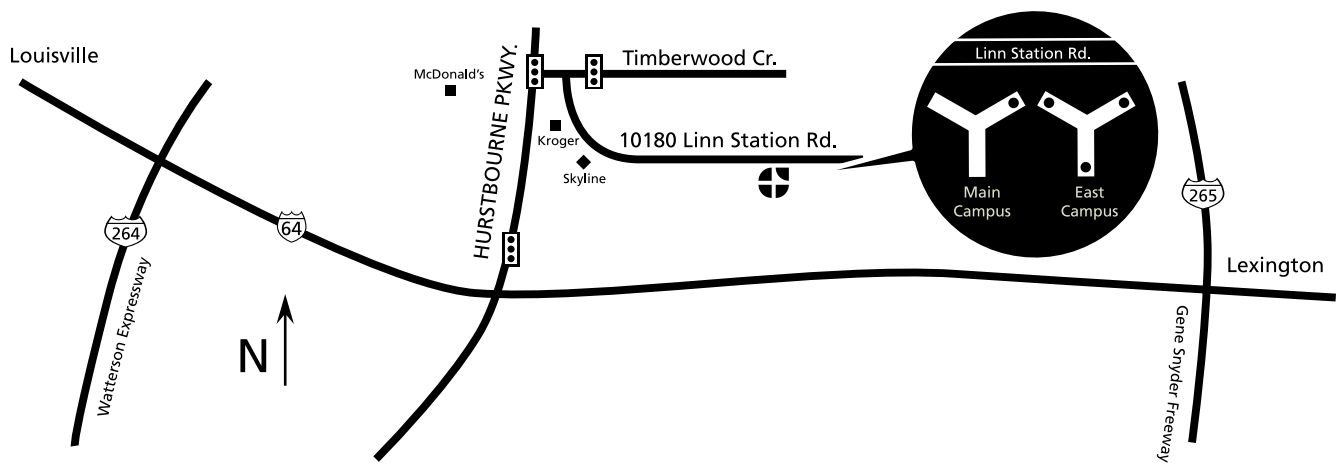 Louisville
McDonald's
HURSTBOURNE PKWY.
Timberwood Cr.
Kroger
Skyline
10180 Linn Station Rd.
Linn Station Rd.
Main
Campus
East
Campus
265
264
64
Lexington
Watterson Expressway
N
Gene Snyder Freeway